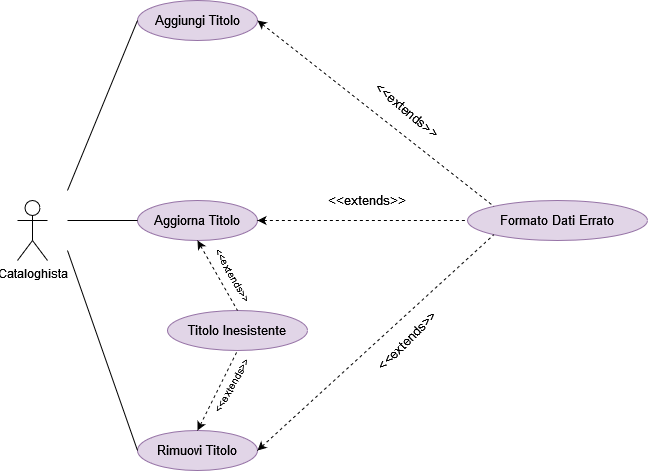 Aggiungi Titolo
<<extends>>
<<extends>>
Aggiorna Titolo
Formato Dati Errato
Cataloghista
<<extends>>
Titolo Inesistente
<<extends>>
<<extends>>
Rimuovi Titolo